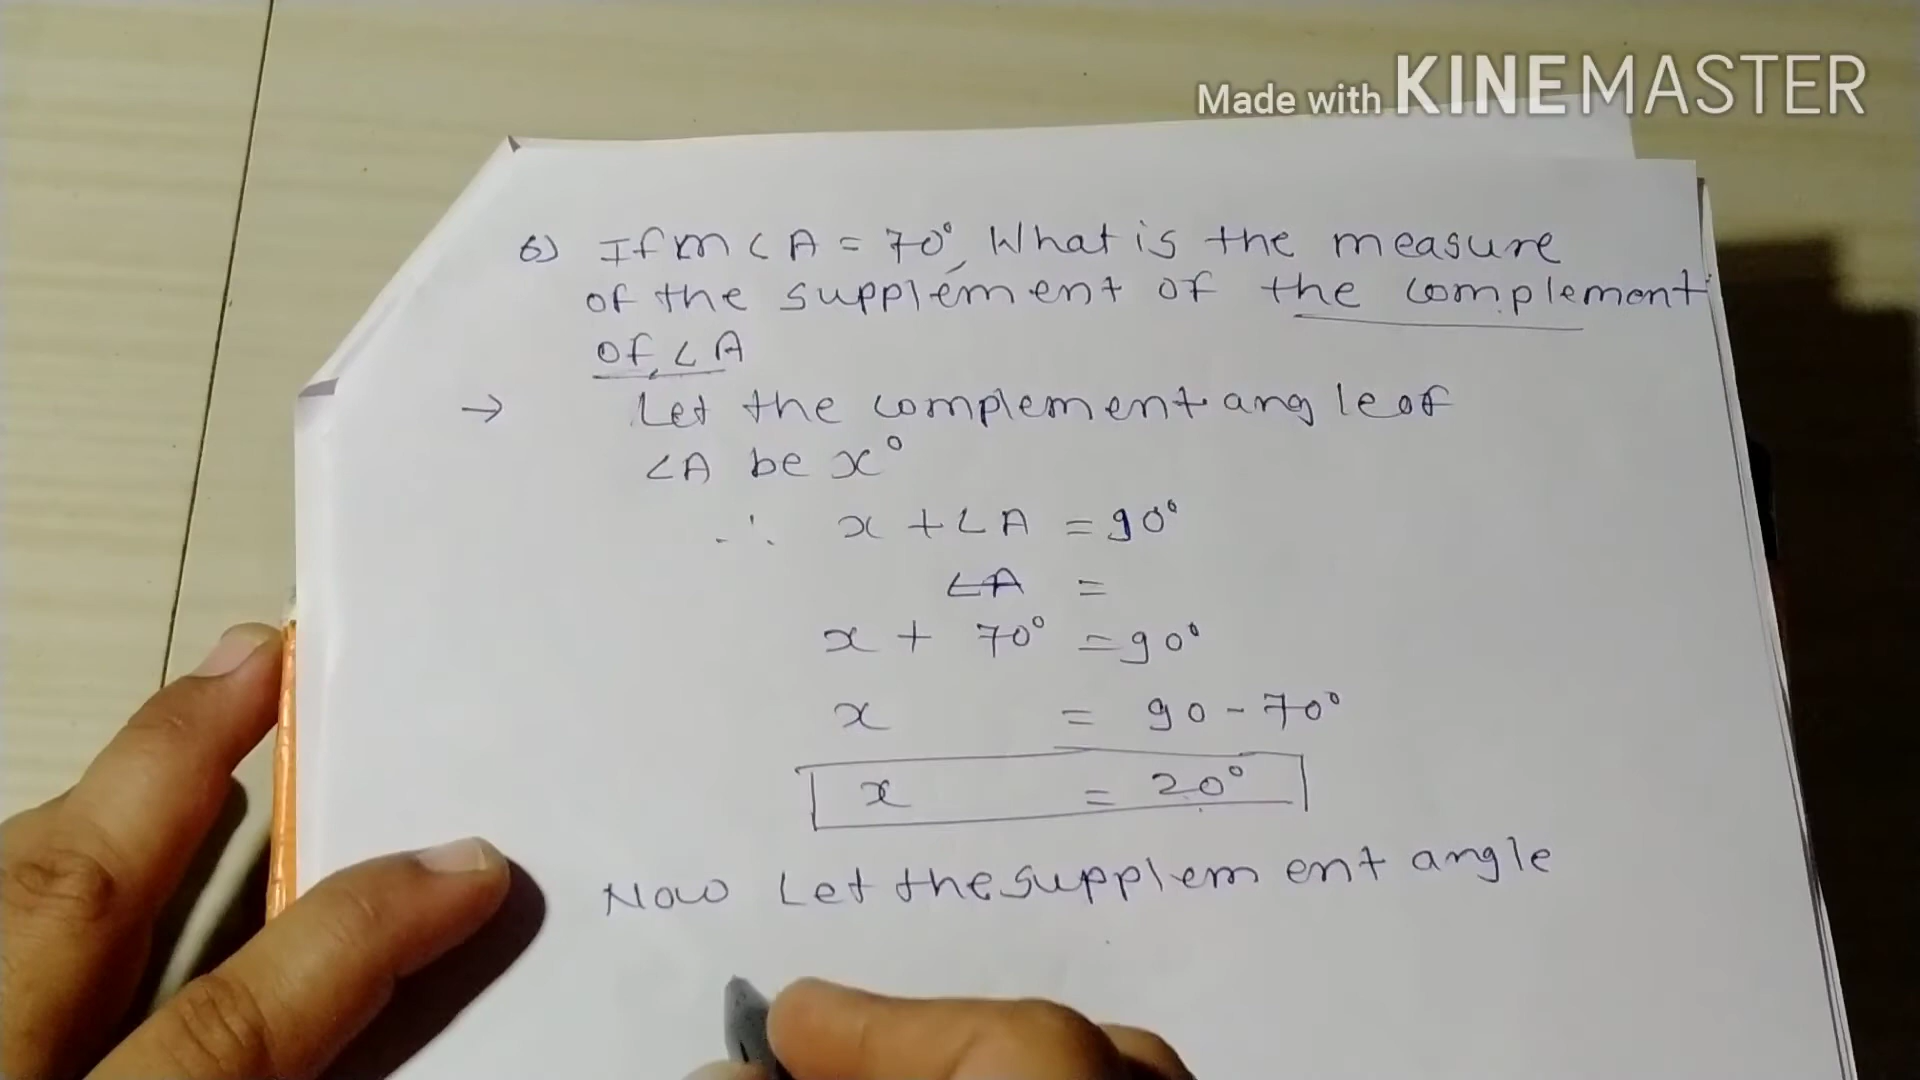 Made with KINEMASTER
6) If m∠A = 70°, What is the measure
of the supplement of the complement
of ∠A
→ Let the complement angle of
∠A be x°
∴ x + ∠A = 90°
∠A =
x + 70° = 90°
x = 90 - 70°
x = 20°
Now Let the supplement angle